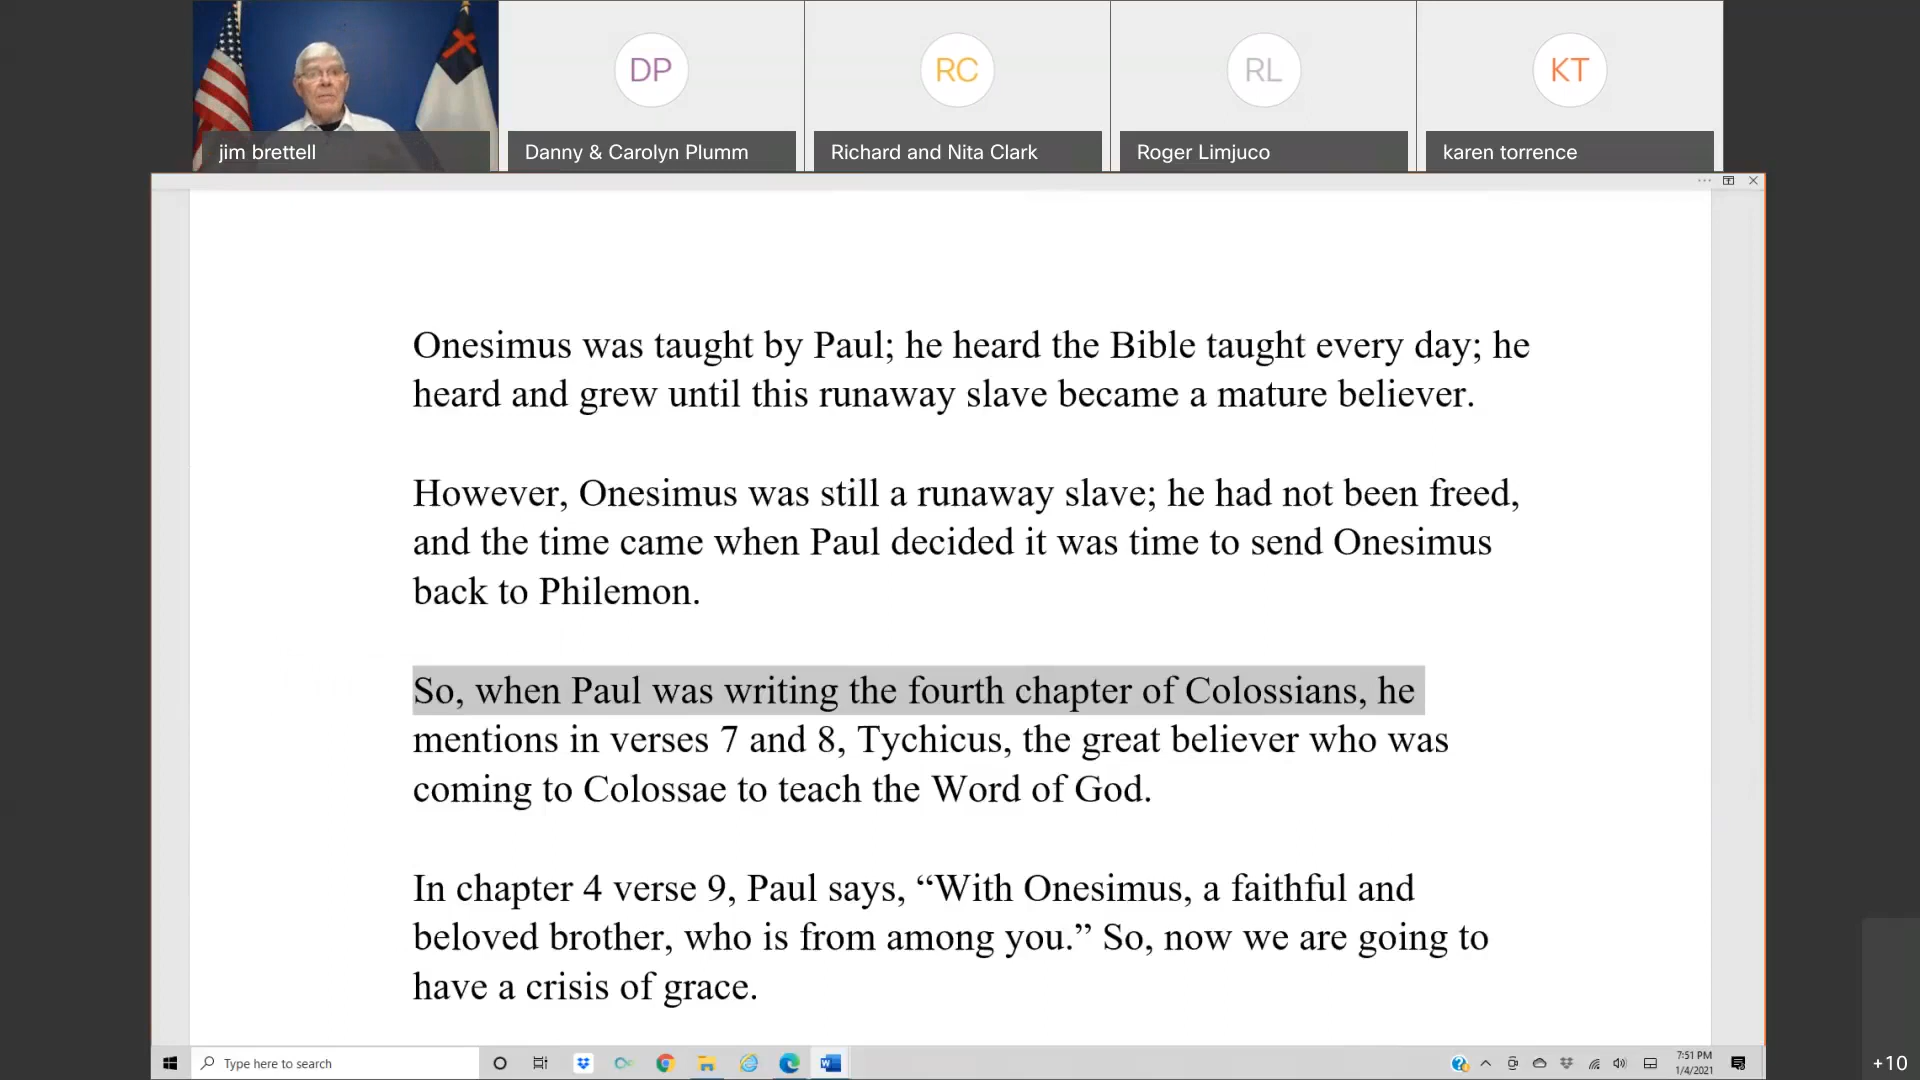 DP
RC
RL
KT
jim brettell
Danny & Carolyn Plumm
Richard and Nita Clark
Roger Limjuco
karen torrence
Onesimus was taught by Paul; he heard the Bible taught every day; he
heard and grew until this runaway slave became a mature believer.
However, Onesimus was still a runaway slave; he had not been freed,
and the time came when Paul decided it was time to send Onesimus
back to Philemon.
So, when Paul was writing the fourth chapter of Colossians, he
mentions in verses 7 and 8, Tychicus, the great believer who was
coming to Colossae to teach the Word of God.
In chapter 4 verse 9, Paul says, “With Onesimus, a faithful and
beloved brother, who is from among you.” So, now we are going to
have a crisis of grace.
Type here to search
7:51 PM
1/4/2021
+10